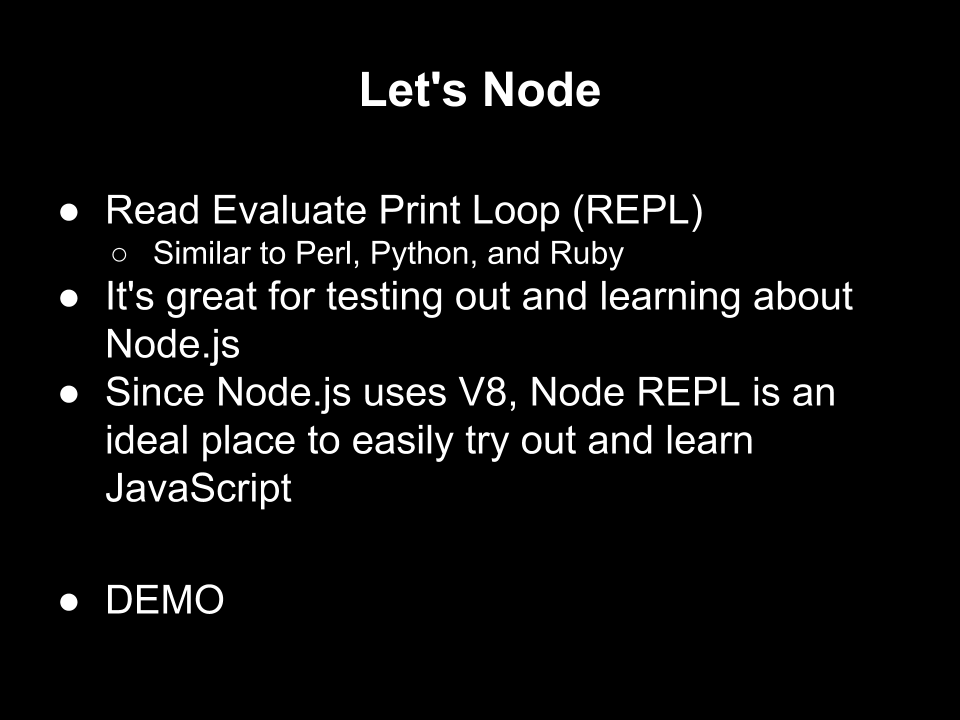 Let's Node
● Read Evaluate Print Loop (REPL)
○ Similar to Perl, Python, and Ruby
● It's great for testing out and learning about
Node.js
● Since Node.js uses V8, Node REPL is an
ideal place to easily try out and learn
JavaScript
● DEMO